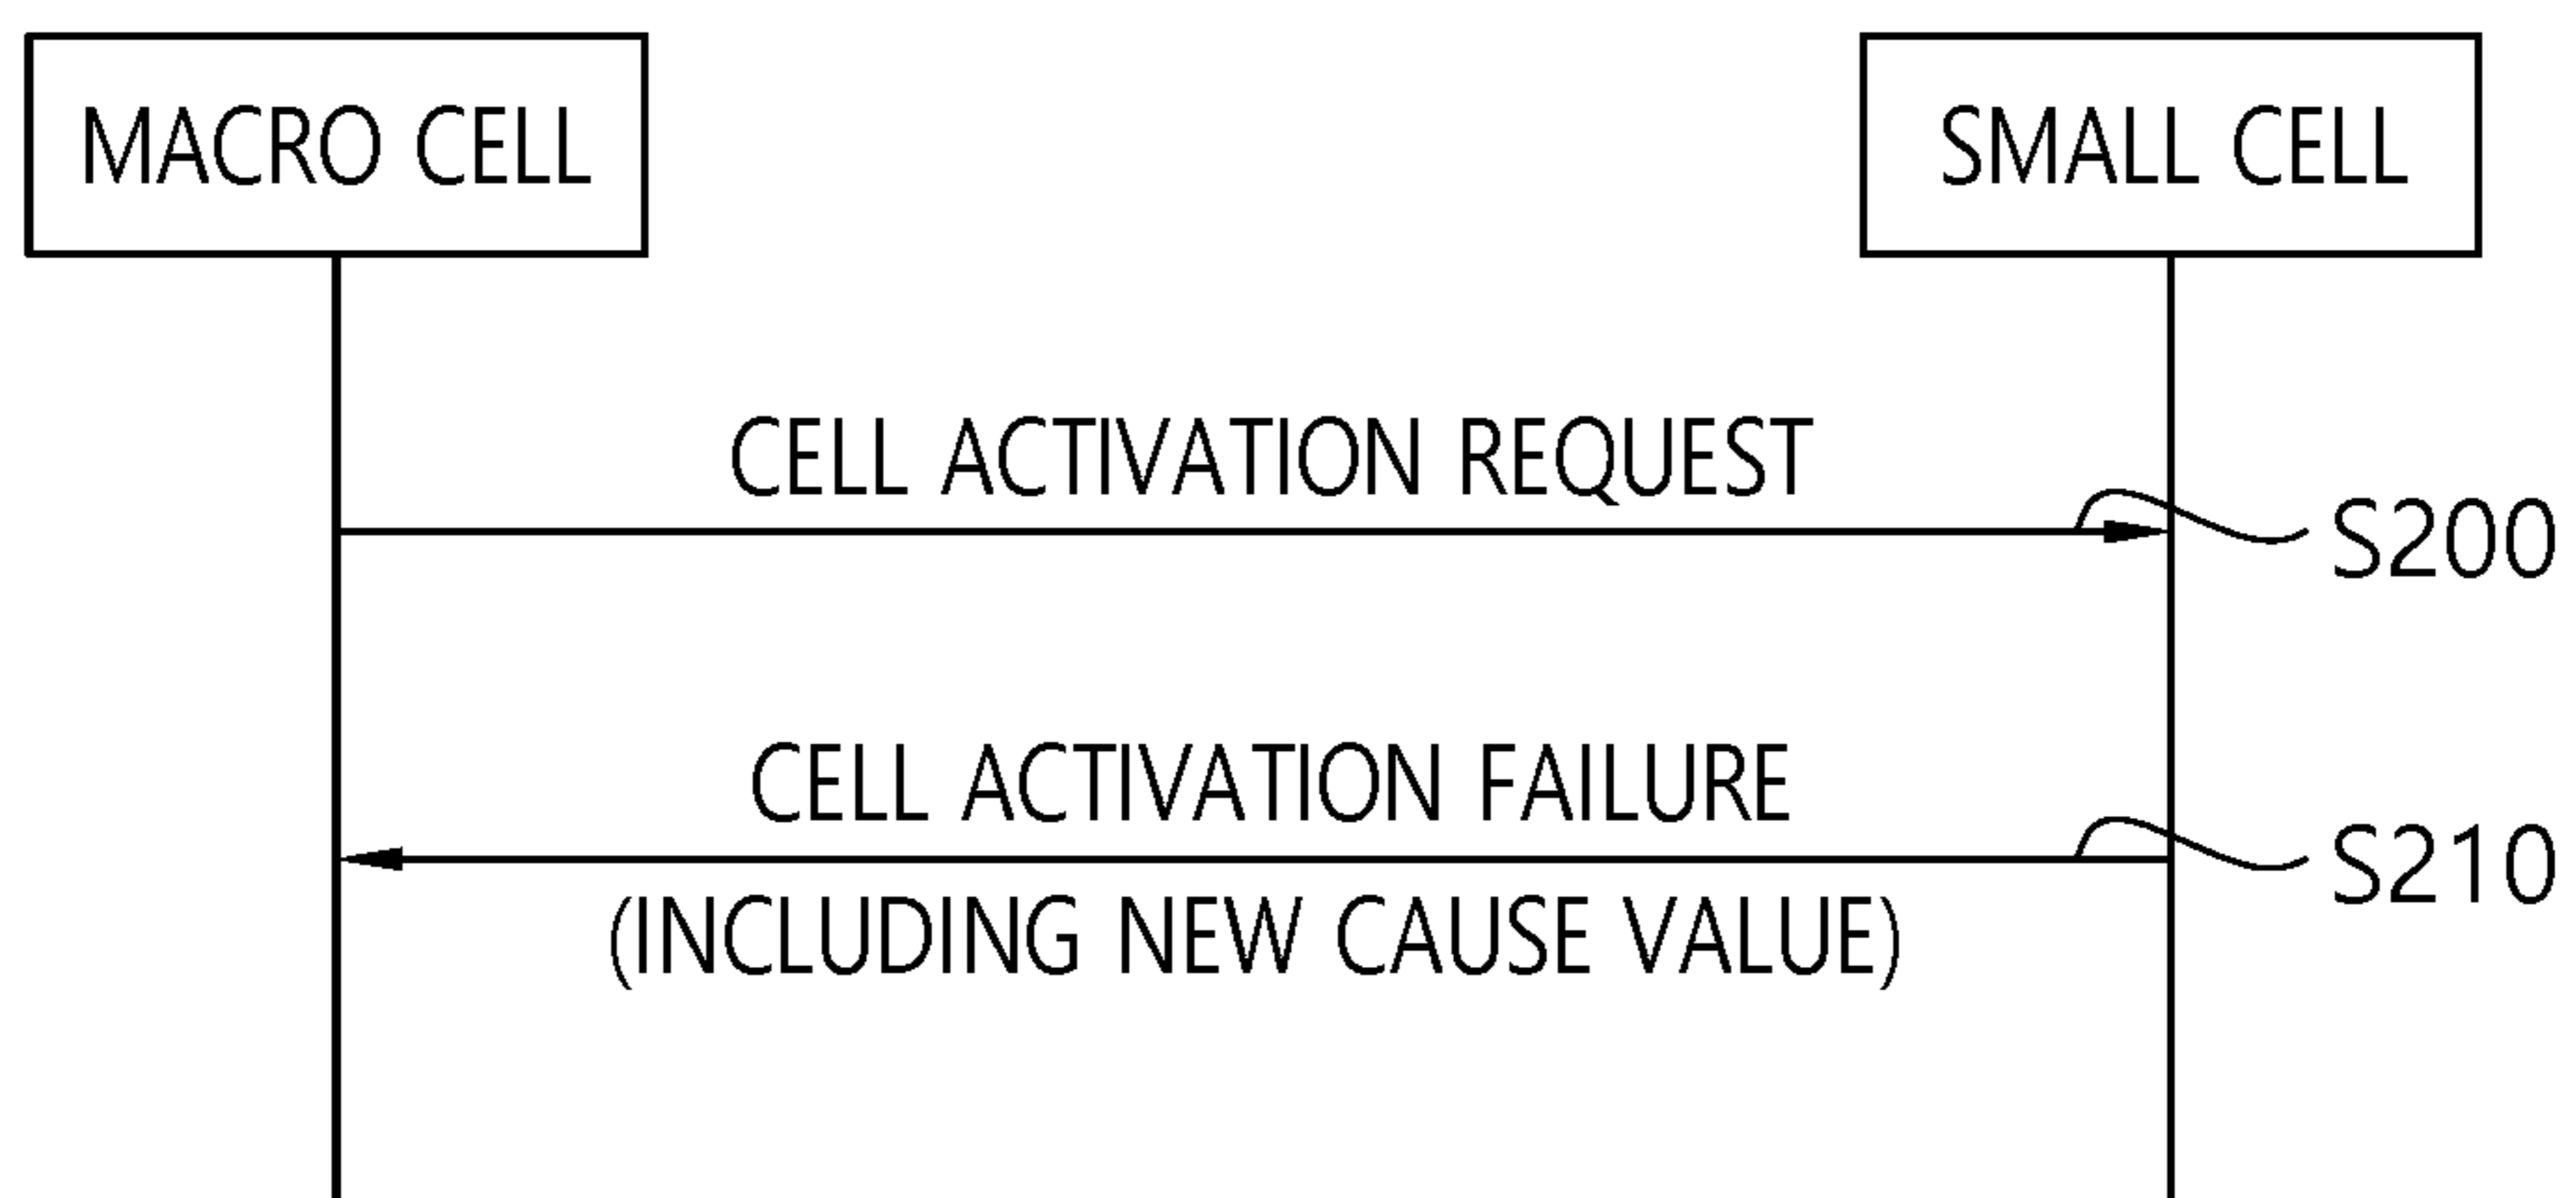 MACRO CELL
SMALL CELL
CELL ACTIVATION REQUEST
S200
CELL ACTIVATION FAILURE
S210
(INCLUDING NEW CAUSE VALUE)